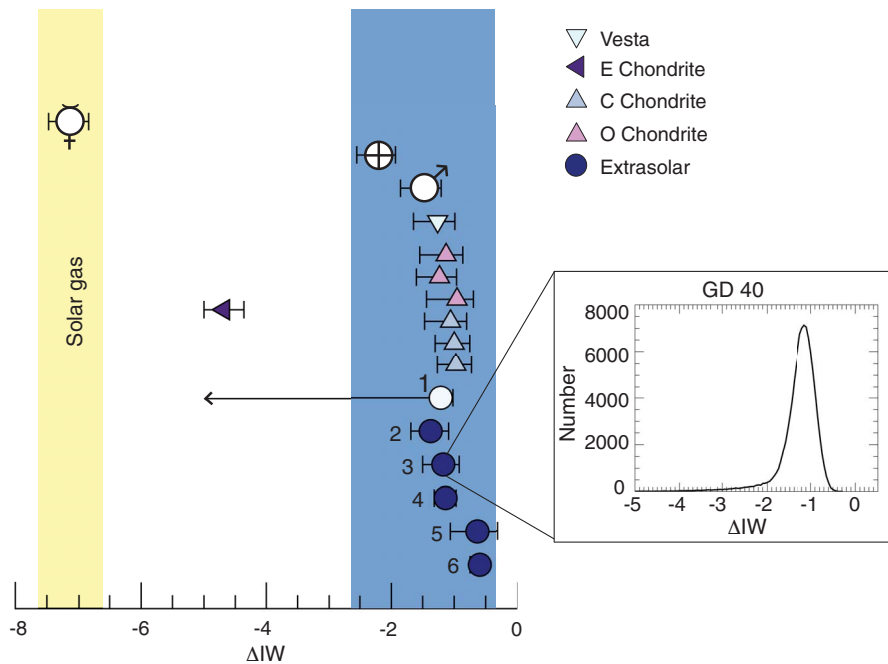 Vesta
E Chondrite
C Chondrite
O Chondrite
Extrasolar
Solar gas
1
2
3
4
5
6
-8 -6 -4 -2 0
ΔIW
GD 40
8000
6000
4000
2000
0
Number
-5 -4 -3 -2 -1 0
ΔIW